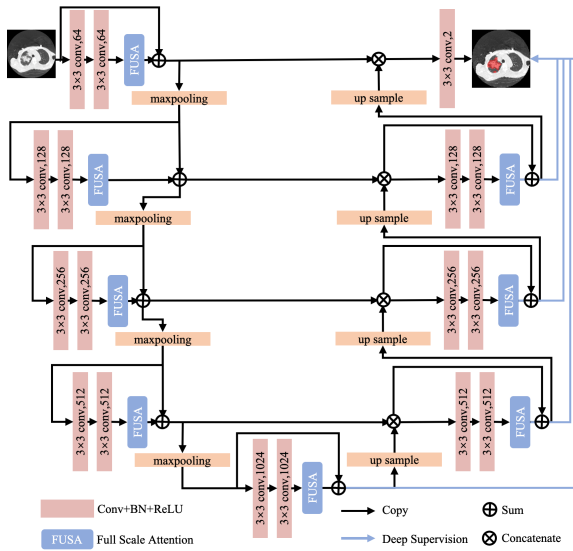 3×3 conv,64
3×3 conv,64
FUSA
3×3 conv,2
maxpooling
up sample
3×3 conv,128
3×3 conv,128
FUSA
3×3 conv,128
3×3 conv,128
FUSA
maxpooling
up sample
3×3 conv,256
3×3 conv,256
FUSA
3×3 conv,256
3×3 conv,256
FUSA
maxpooling
up sample
3×3 conv,512
3×3 conv,512
FUSA
3×3 conv,512
3×3 conv,512
FUSA
maxpooling
up sample
3×3 conv,1024
3×3 conv,1024
FUSA
Conv+BN+ReLU
Copy
Sum
FUSA
Full Scale Attention
Deep Supervision
Concatenate